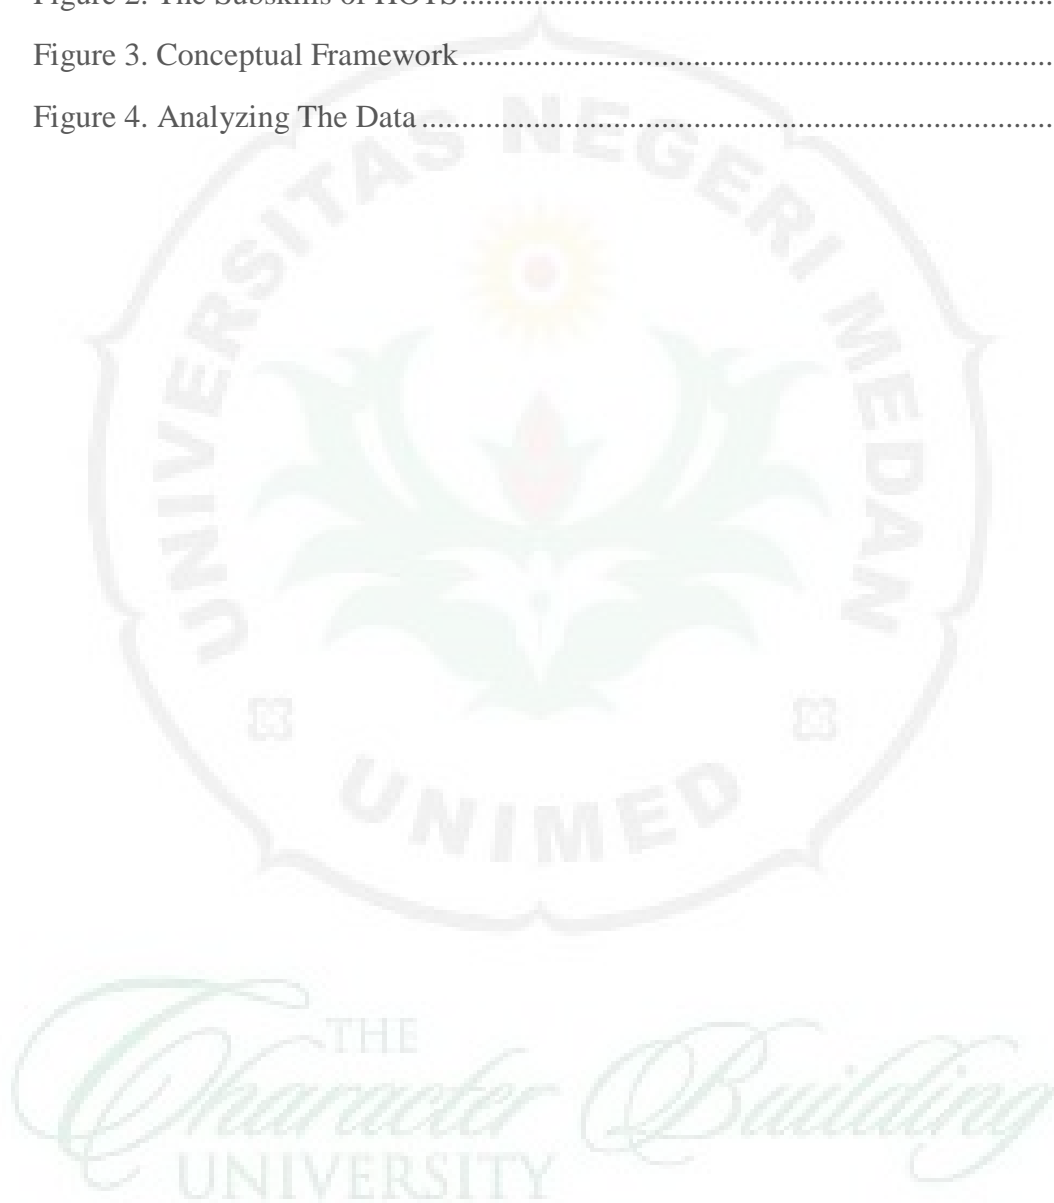 Figure 2. The Subskills of HOTS..........................................................................
Figure 3. Conceptual Framework..........................................................................
Figure 4. Analyzing The Data..........................................................................
UNIVERSITAS NEGERI MEDAN
UNIMED
THE
Character Building
UNIVERSITY